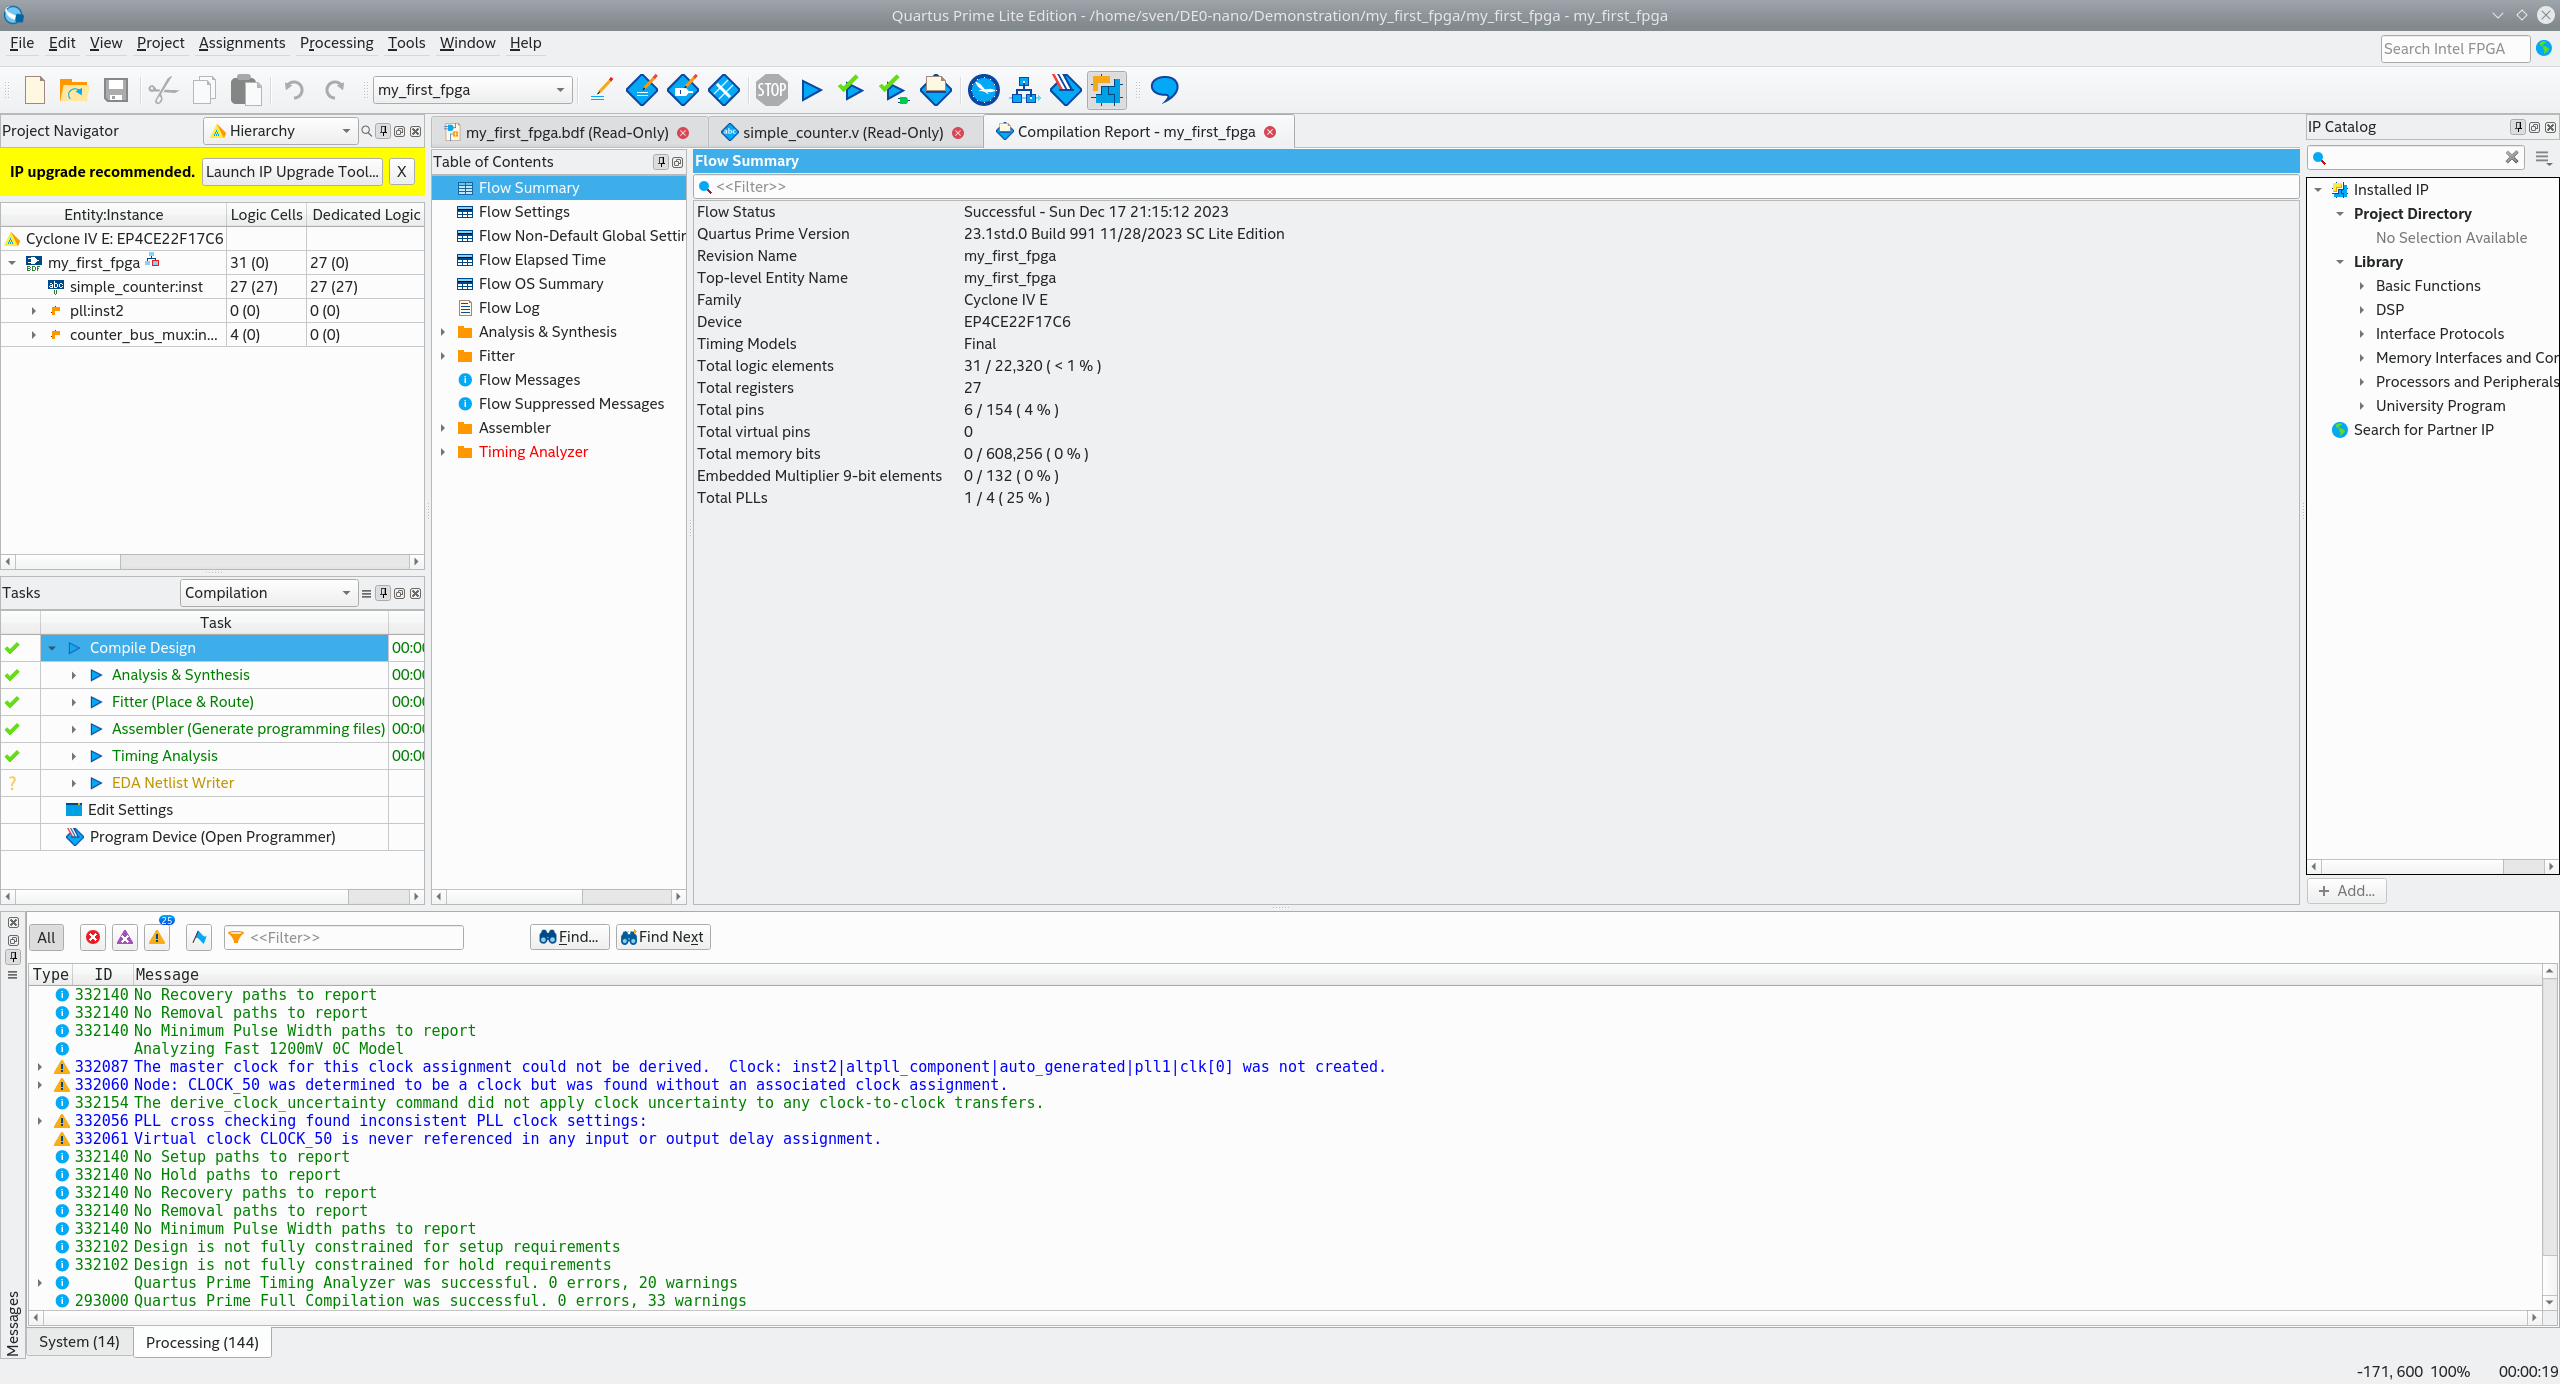 Quartus Prime Lite Edition - /home/sven/DE0-nano/Demonstration/my_first_fpga/my_first_fpga - my_first_fpga
File Edit View Project Assignments Processing Tools Window Help
Search Intel FPGA
STOP
my_first_fpga
Project Navigator
Hierarchy
IP upgrade recommended. Launch IP Upgrade Tool... X
Entity:Instance Logic Cells Dedicated Logic
Cyclone IV E: EP4CE22F17C6
my_first_fpga 31 (0) 27 (0)
simple_counter:inst 27 (27) 27 (27)
pll:inst2 0 (0) 0 (0)
counter_bus_mux:in... 4 (0) 0 (0)
Tasks
Compilation
Task
Compile Design 00:00
Analysis & Synthesis 00:00
Fitter (Place & Route) 00:00
Assembler (Generate programming files) 00:00
Timing Analysis 00:00
? EDA Netlist Writer
Edit Settings
Program Device (Open Programmer)
my_first_fpga.bdf (Read-Only)
simple_counter.v (Read-Only)
Compilation Report - my_first_fpga
Table of Contents
Flow Summary
Flow Settings
Flow Non-Default Global Settir
Flow Elapsed Time
Flow OS Summary
Flow Log
Analysis & Synthesis
Fitter
Flow Messages
Flow Suppressed Messages
Assembler
Timing Analyzer
Flow Summary
<<Filter>>
Flow Status Successful - Sun Dec 17 21:15:12 2023
Quartus Prime Version 23.1std.0 Build 991 11/28/2023 SC Lite Edition
Revision Name my_first_fpga
Top-level Entity Name my_first_fpga
Family Cyclone IV E
Device EP4CE22F17C6
Timing Models Final
Total logic elements 31 / 22,320 ( < 1 % )
Total registers 27
Total pins 6 / 154 ( 4 % )
Total virtual pins 0
Total memory bits 0 / 608,256 ( 0 % )
Embedded Multiplier 9-bit elements 0 / 132 ( 0 % )
Total PLLs 1 / 4 ( 25 % )
IP Catalog
Installed IP
Project Directory
No Selection Available
Library
Basic Functions
DSP
Interface Protocols
Memory Interfaces and Cor
Processors and Peripherals
University Program
Search for Partner IP
+ Add...
Messages
All
25
<<Filter>>
Find...
Find Next
Type ID Message
332140 No Recovery paths to report
332140 No Removal paths to report
332140 No Minimum Pulse Width paths to report
Analyzing Fast 1200mV 0C Model
332087 The master clock for this clock assignment could not be derived.  Clock: inst2|altpll_component|auto_generated|pll1|clk[0] was not created.
332060 Node: CLOCK_50 was determined to be a clock but was found without an associated clock assignment.
332154 The derive_clock_uncertainty command did not apply clock uncertainty to any clock-to-clock transfers.
332056 PLL cross checking found inconsistent PLL clock settings:
332061 Virtual clock CLOCK_50 is never referenced in any input or output delay assignment.
332140 No Setup paths to report
332140 No Hold paths to report
332140 No Recovery paths to report
332140 No Removal paths to report
332140 No Minimum Pulse Width paths to report
332102 Design is not fully constrained for setup requirements
332102 Design is not fully constrained for hold requirements
Quartus Prime Timing Analyzer was successful. 0 errors, 20 warnings
293000 Quartus Prime Full Compilation was successful. 0 errors, 33 warnings
System (14)
Processing (144)
-171, 600 100% 00:00:19